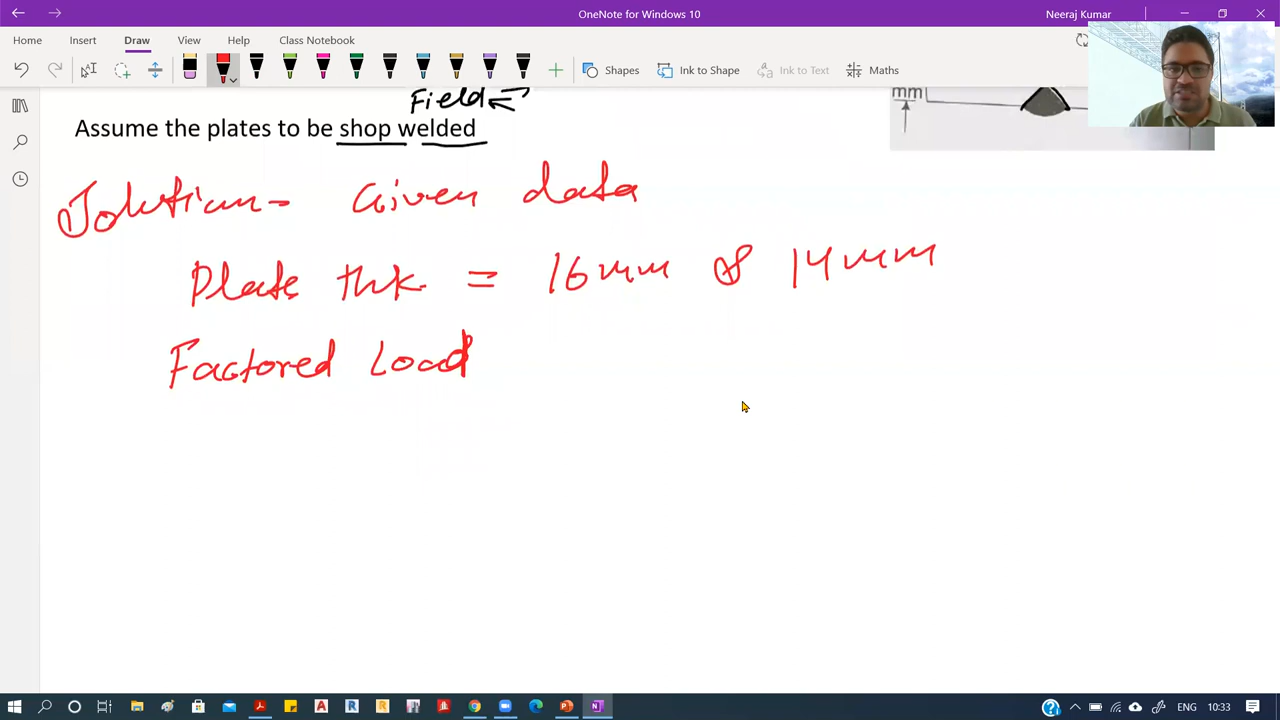 OneNote for Windows 10
Neeraj Kumar
Home Insert Draw View Help Class Notebook
Shapes Ink to Shape Ink to Text Maths
Field
mm
Assume the plates to be shop welded
Solution- Given data
Plate thk. = 16mm & 14mm
Factored Load
ENG 10:33